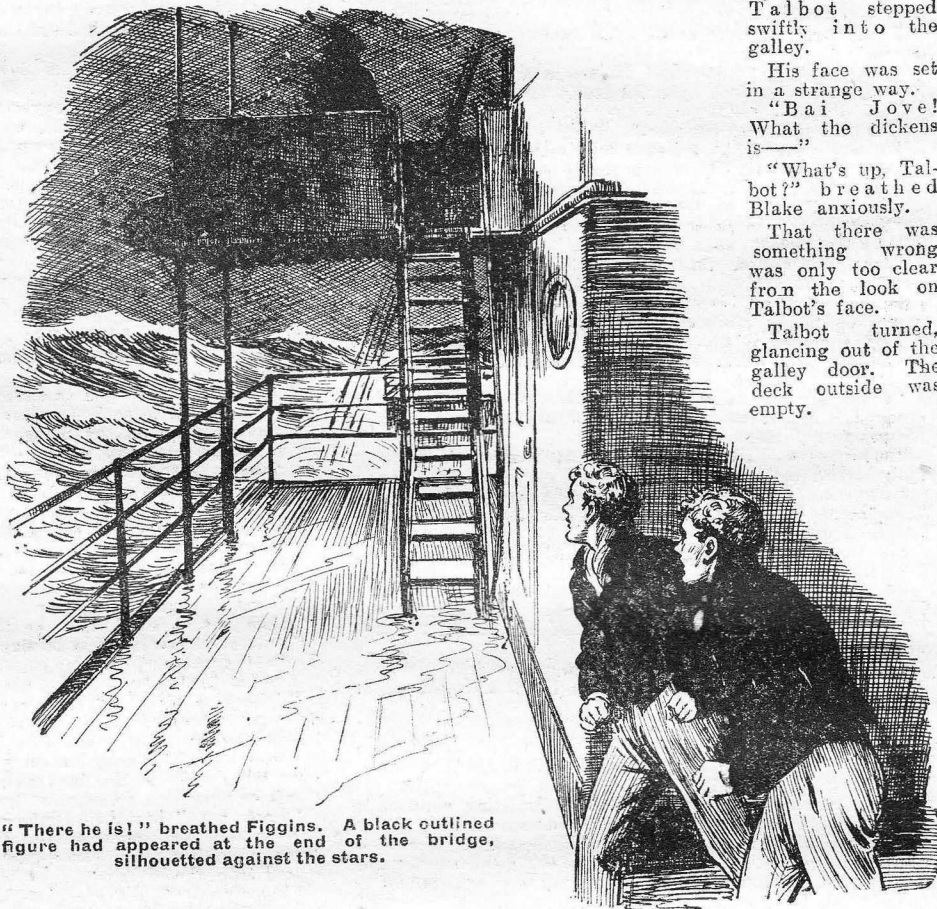 Talbot stepped
swiftly into the
galley.
His face was set
in a strange way.
"Bai Jove!
What the dickens
is——"
"What's up, Tal-
bot?" breathed
Blake anxiously.
That there was
something wrong
was only too clear
from the look on
Talbot's face.
Talbot turned,
glancing out of the
galley door. The
deck outside was
empty.
"There he is!" breathed Figgins. A black outlined
figure had appeared at the end of the bridge,
silhouetted against the stars.